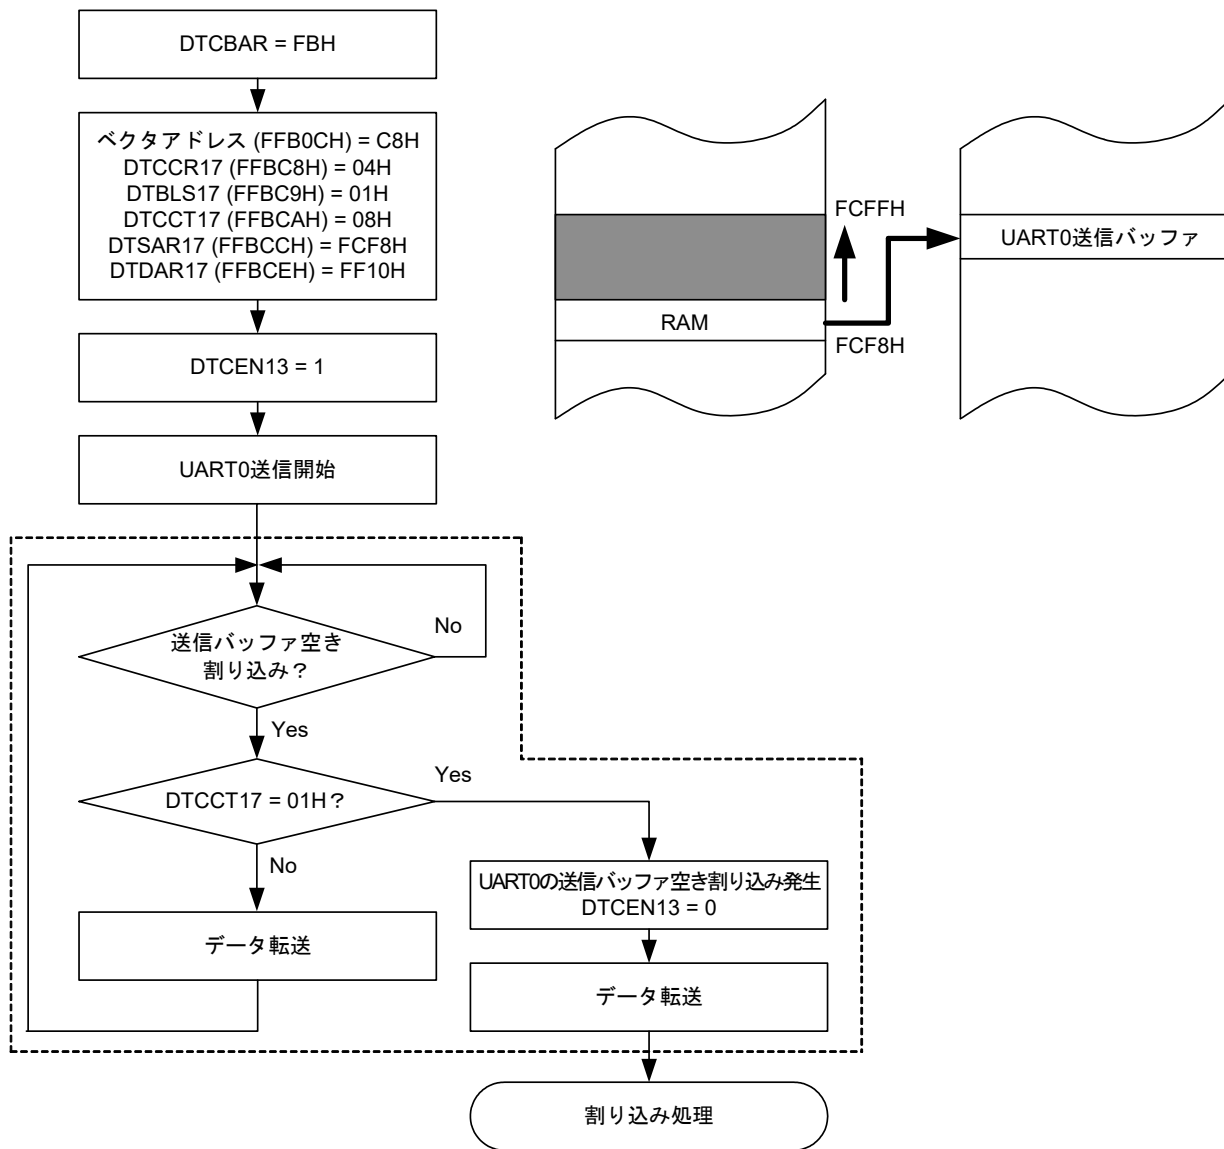 DTCBAR = FBH
ベクタアドレス (FFB0CH) = C8H
DTCCR17 (FFBC8H) = 04H
DTBLS17 (FFBC9H) = 01H
DTCCT17 (FFBCAH) = 08H
DTSAR17 (FFBCCH) = FCF8H
DTDAR17 (FFBCEH) = FF10H
DTCEN13 = 1
UART0送信開始
送信バッファ空き
割り込み？
No
Yes
DTCCT17 = 01H？
Yes
No
データ転送
UART0の送信バッファ空き割り込み発生
DTCEN13 = 0
データ転送
割り込み処理
FCFFH
RAM
FCF8H
UART0送信バッファ